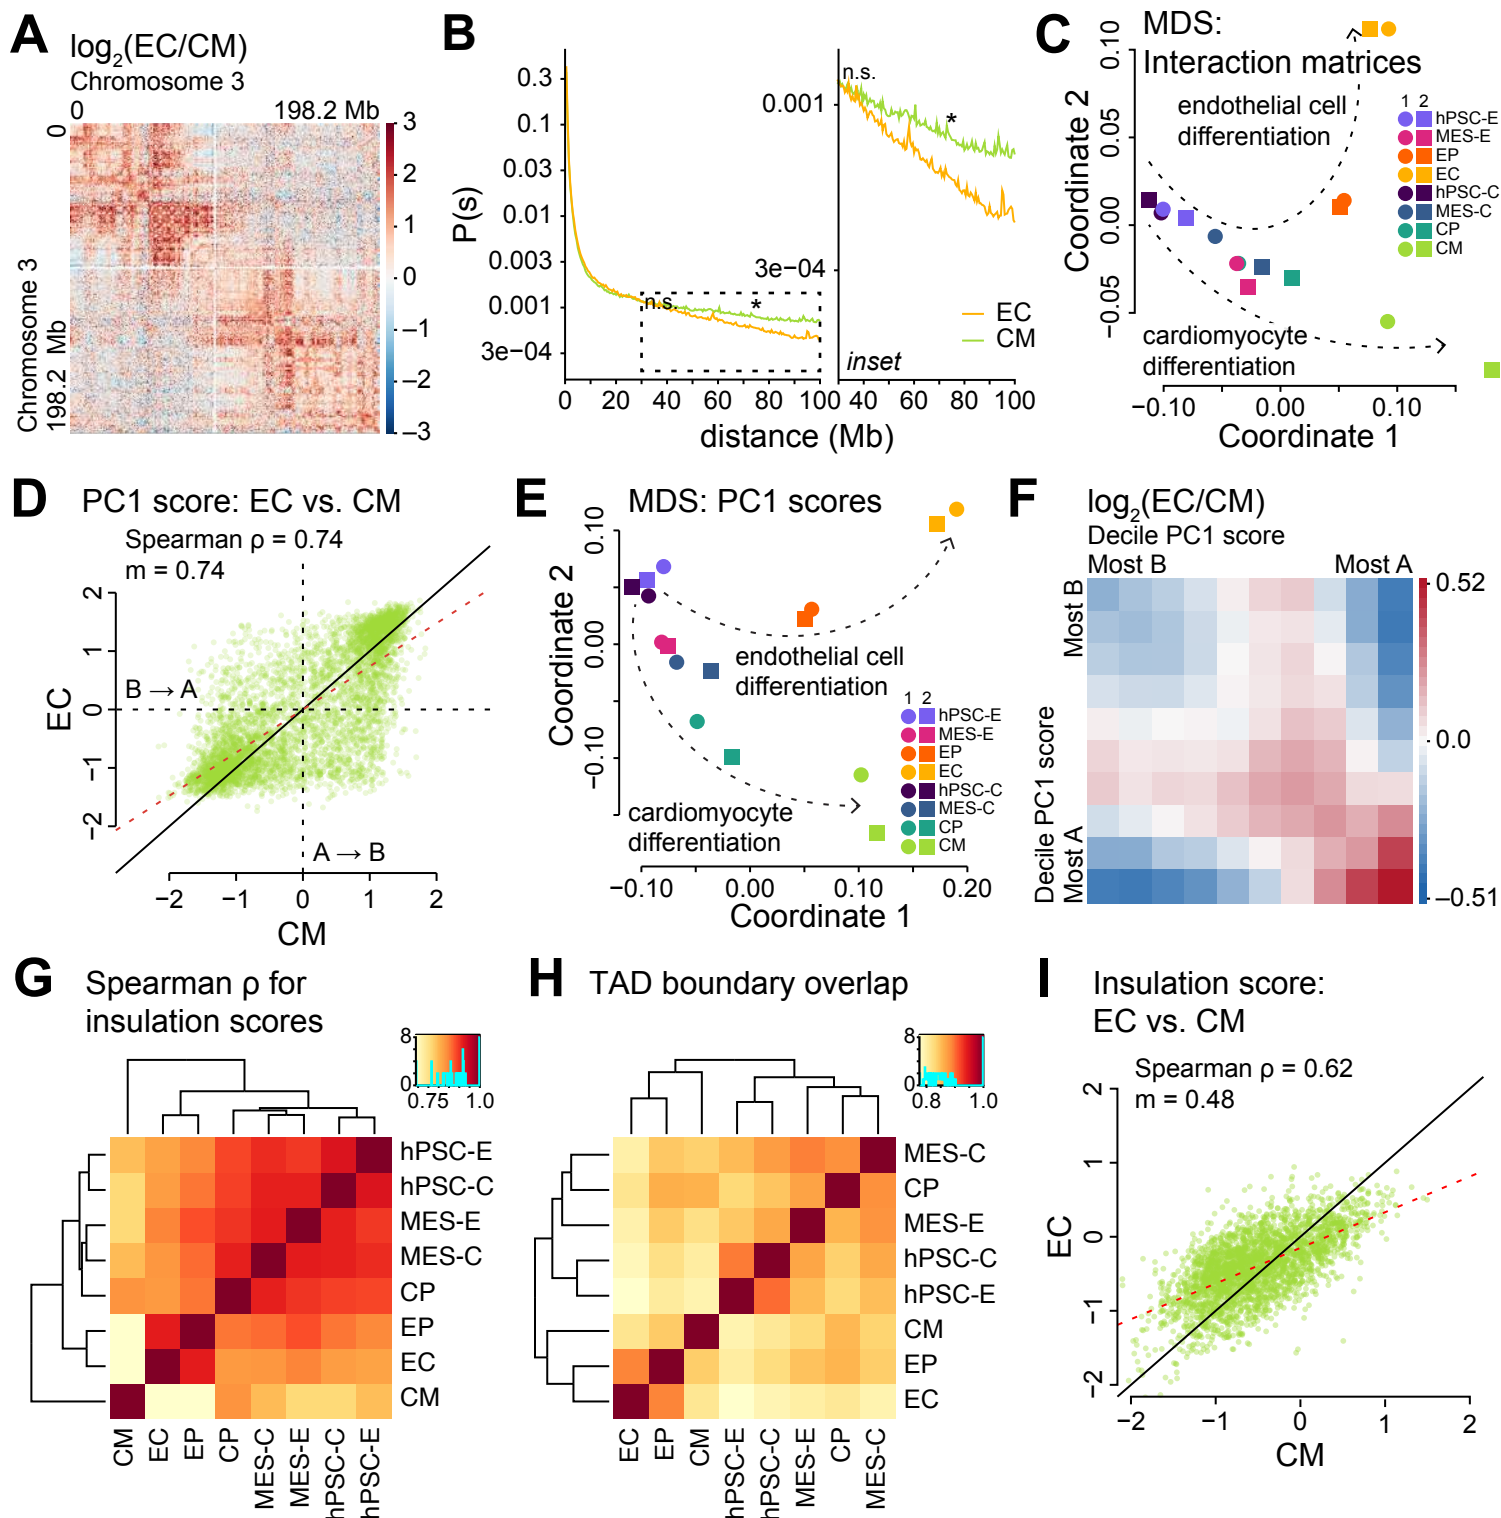 A
log2(EC/CM)
Chromosome 3
0 198.2 Mb
0
Chromosome 3
198.2 Mb
3
2
1
0
−1
−2
−3
B
P(s)
0.3
0.1
0.03
0.01
0.003
0.001
3e−04
n.s.
*
0 20 40 60 80 100
distance (Mb)
EC
CM
n.s.
*
0.001
3e−04
inset
40 60 80 100
C
MDS:
Interaction matrices
endothelial cell
differentiation
1 2
hPSC-E
MES-E
EP
EC
hPSC-C
MES-C
CP
CM
cardiomyocyte
differentiation
Coordinate 2
0.10
0.05
0.00
−0.05
−0.10 0.00 0.10
Coordinate 1
D
PC1 score: EC vs. CM
Spearman ρ = 0.74
m = 0.74
B → A
A → B
EC
2
1
0
−1
−2
−2 −1 0 1 2
CM
E
MDS: PC1 scores
endothelial cell
differentiation
1 2
hPSC-E
MES-E
EP
EC
hPSC-C
MES-C
CP
CM
cardiomyocyte
differentiation
Coordinate 2
0.10
0.00
−0.10
−0.10 0.00 0.10 0.20
Coordinate 1
F
log2(EC/CM)
Decile PC1 score
Most B Most A
Most B
Decile PC1 score
Most A
0.52
0.0
−0.51
G
Spearman ρ for
insulation scores
8
0
0.75 1.0
hPSC-E
hPSC-C
MES-E
MES-C
CP
EP
EC
CM
CM EC EP CP MES-C MES-E hPSC-C hPSC-E
H
TAD boundary overlap
8
0
0.8 1.0
MES-C
CP
MES-E
hPSC-C
hPSC-E
CM
EP
EC
EC EP CM hPSC-E hPSC-C MES-E CP MES-C
I
Insulation score:
EC vs. CM
Spearman ρ = 0.62
m = 0.48
EC
2
1
0
−1
−2
−2 −1 0 1 2
CM